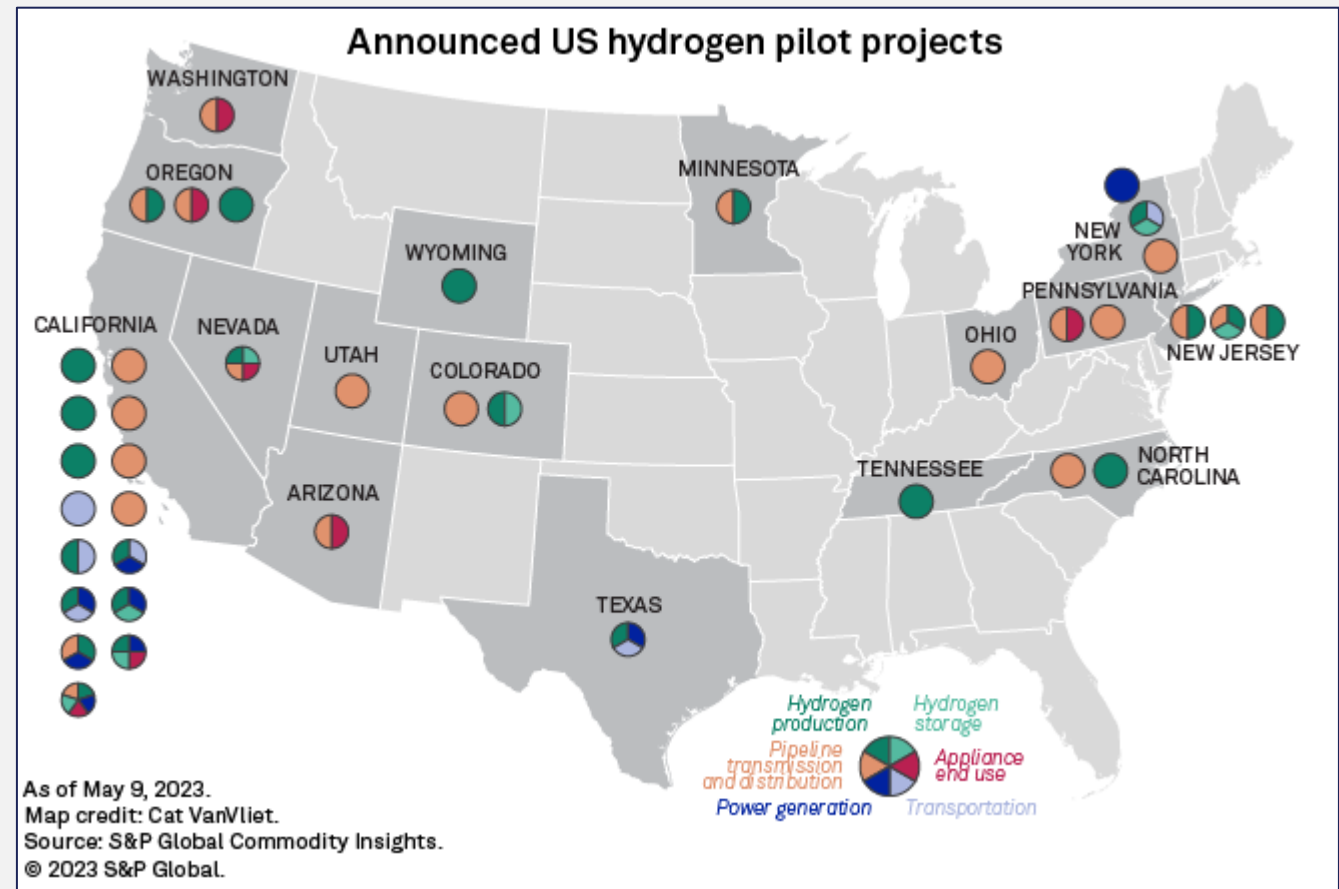 Announced US hydrogen pilot projects
WASHINGTON
OREGON
MINNESOTA
WYOMING
NEW
YORK
PENNSYLVANIA
CALIFORNIA
NEVADA
UTAH
COLORADO
OHIO
NEW JERSEY
ARIZONA
TENNESSEE
NORTH
CAROLINA
TEXAS
Hydrogen
production
Hydrogen
storage
Pipeline
transmission
and distribution
Appliance
end use
Power generation
Transportation
As of May 9, 2023.
Map credit: Cat VanVliet.
Source: S&P Global Commodity Insights.
© 2023 S&P Global.